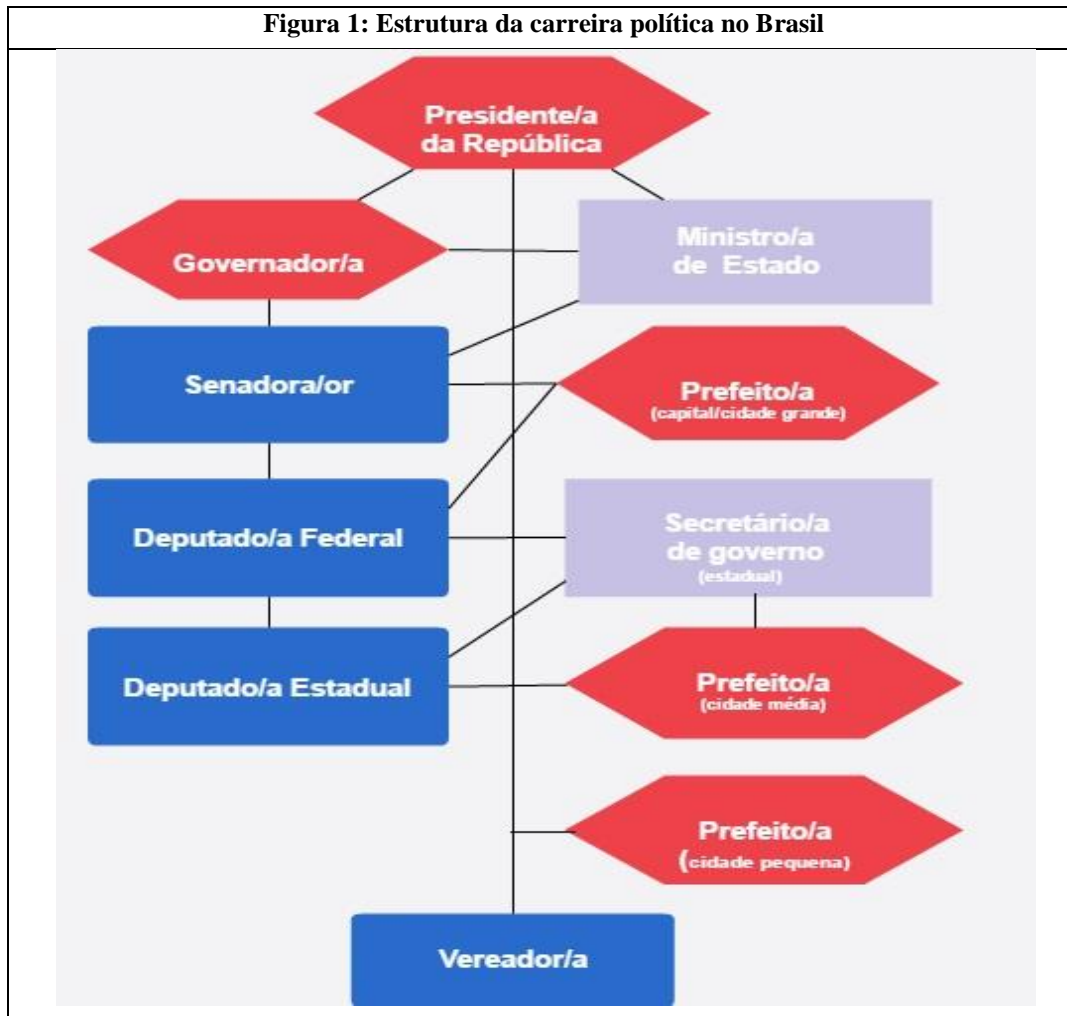 Figura 1: Estrutura da carreira política no Brasil
Presidente/a
da República
Governador/a
Ministro/a
de Estado
Senadora/or
Prefeito/a
(capital/cidade grande)
Deputado/a Federal
Secretário/a
de governo
(estadual)
Deputado/a Estadual
Prefeito/a
(cidade média)
Prefeito/a
(cidade pequena)
Vereador/a